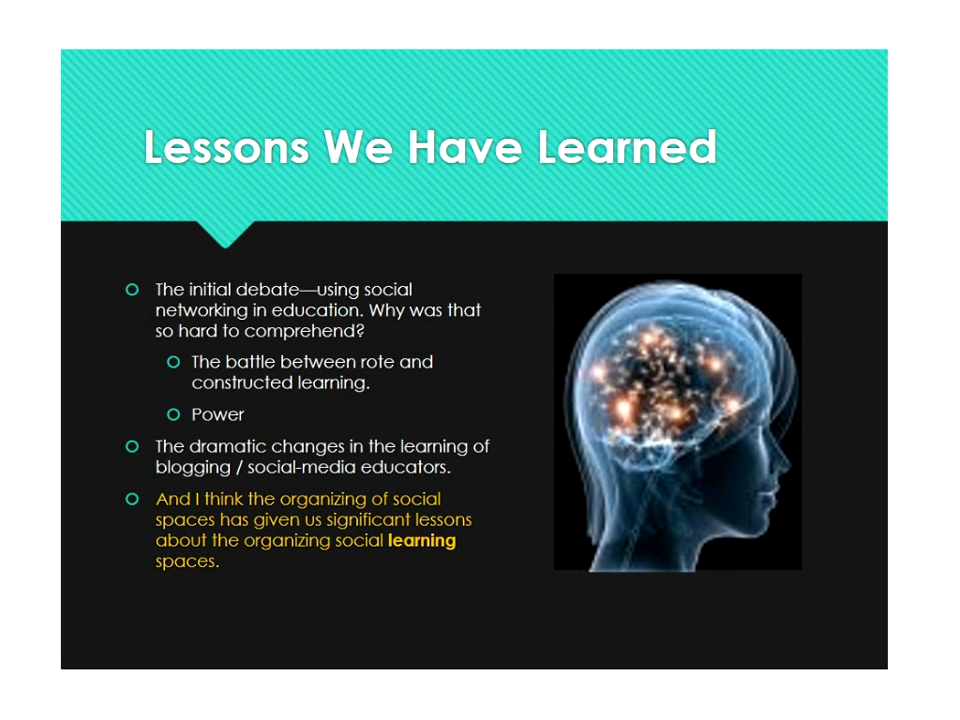 Lessons We Have Learned
The initial debate—using social
networking in education. Why was that
so hard to comprehend?
The battle between rote and
constructed learning.
Power
The dramatic changes in the learning of
blogging / social-media educators.
And I think the organizing of social
spaces has given us significant lessons
about the organizing social learning
spaces.